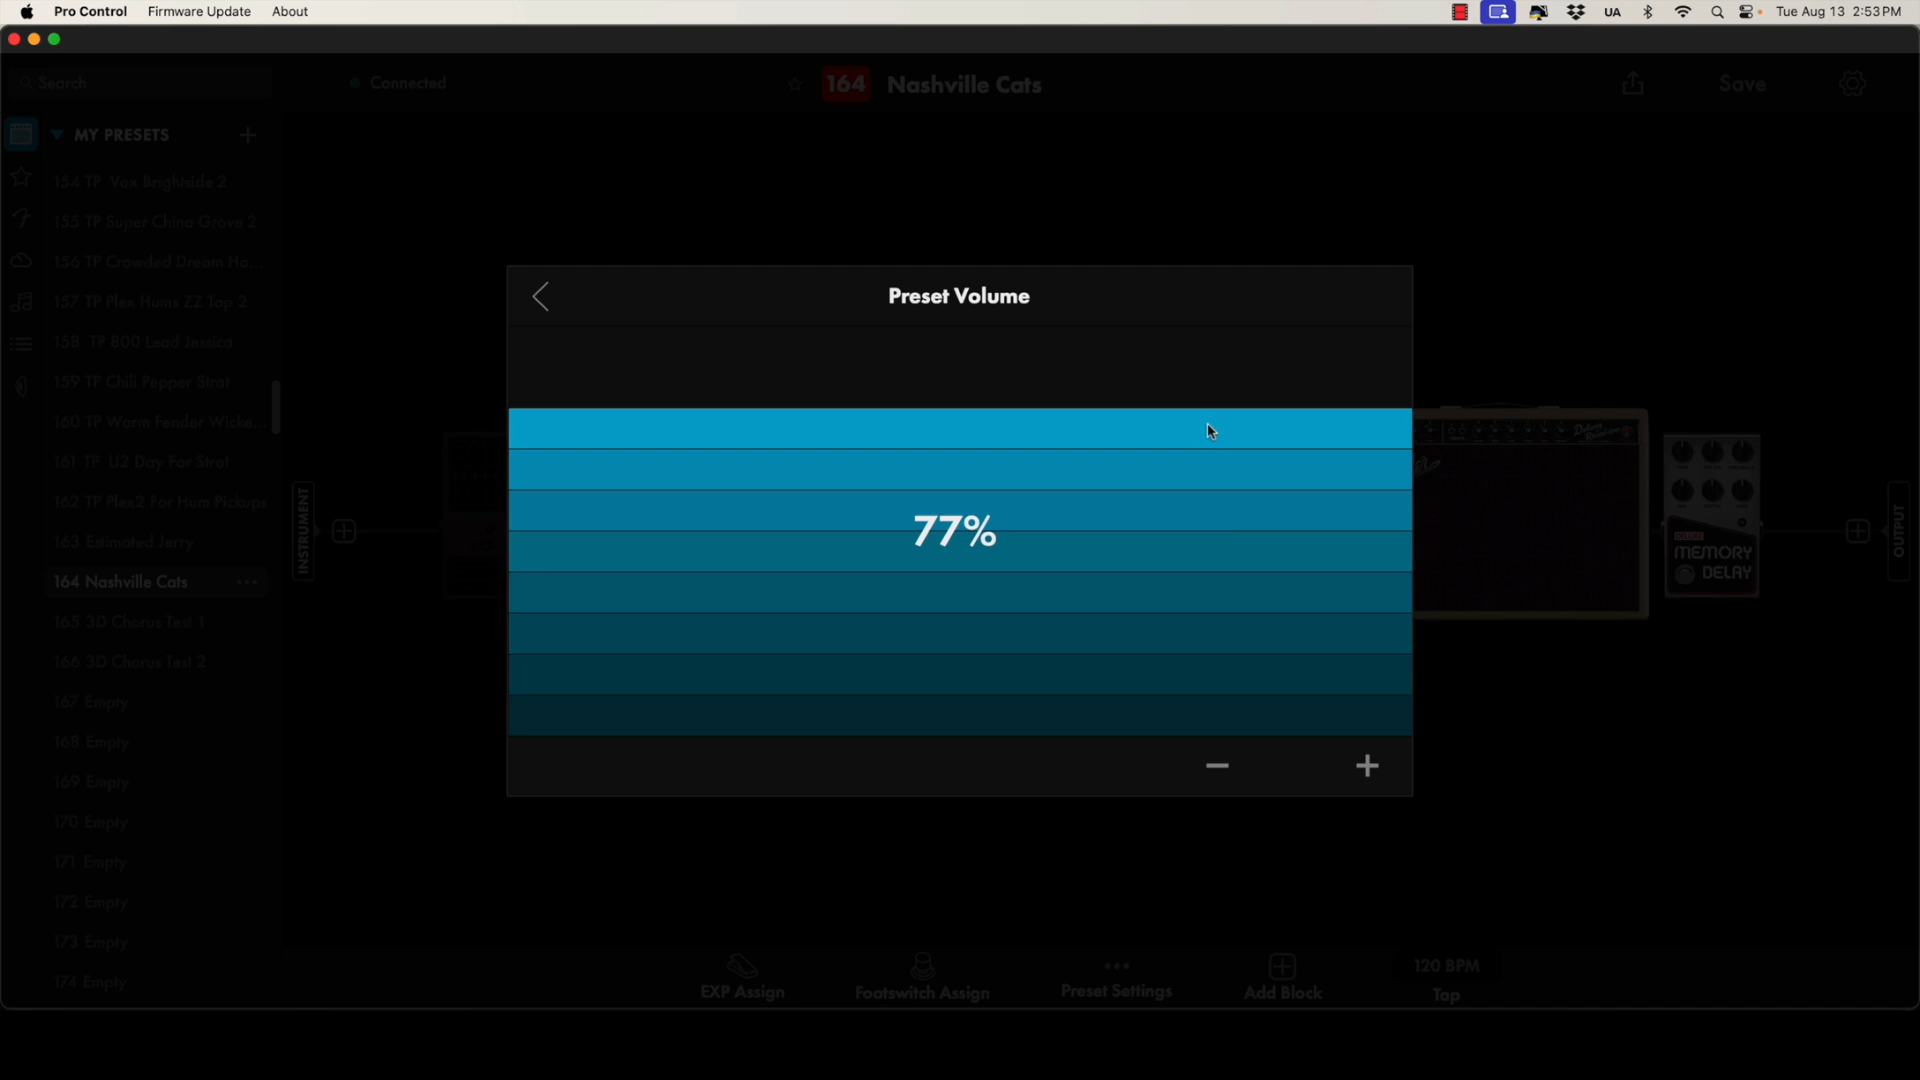 Pro Control Firmware Update About
UA Tue Aug 13 2:53 PM
Search
Connected
164 Nashville Cats
Save
MY PRESETS
154 TP Vox Brightside 2
155 TP Super China Grove 2
156 TP Crowded Dream Ho...
157 TP Plex Hums ZZ Top 2
158 TP 800 Lead Jessica
159 TP Chili Pepper Strat
160 TP Warm Fender Wicke...
161 TP U2 Day For Strat
162 TP Plex2 For Hum Pickups
163 Estimated Jerry
164 Nashville Cats ...
165 3D Chorus Test 1
166 3D Chorus Test 2
167 Empty
168 Empty
169 Empty
170 Empty
171 Empty
172 Empty
173 Empty
174 Empty
INSTRUMENT
Preset Volume
77%
DELUXE
MEMORY
DELAY
OUTPUT
EXP Assign
Footswitch Assign
Preset Settings
Add Block
120 BPM
Tap